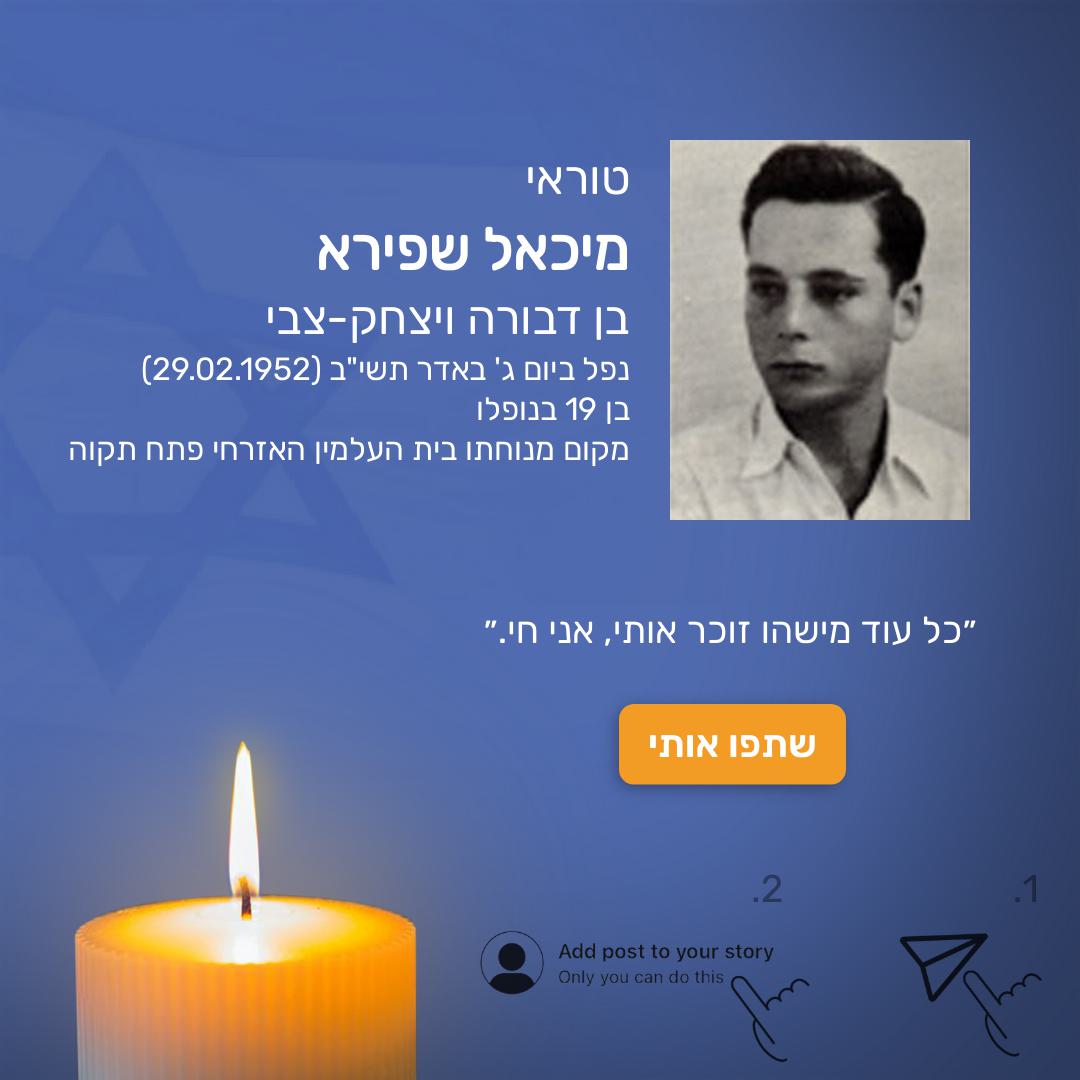 טוראי
מיכאל שפירא
בן דבורה ויצחק-צבי
נפל ביום ג' באדר תשי"ב (29.02.1952)
בן 19 בנופלו
מקום מנוחתו בית העלמין האזרחי פתח תקוה
״כל עוד מישהו זוכר אותי, אני חי.״
שתפו אותי
.1
.2
Add post to your story
Only you can do this